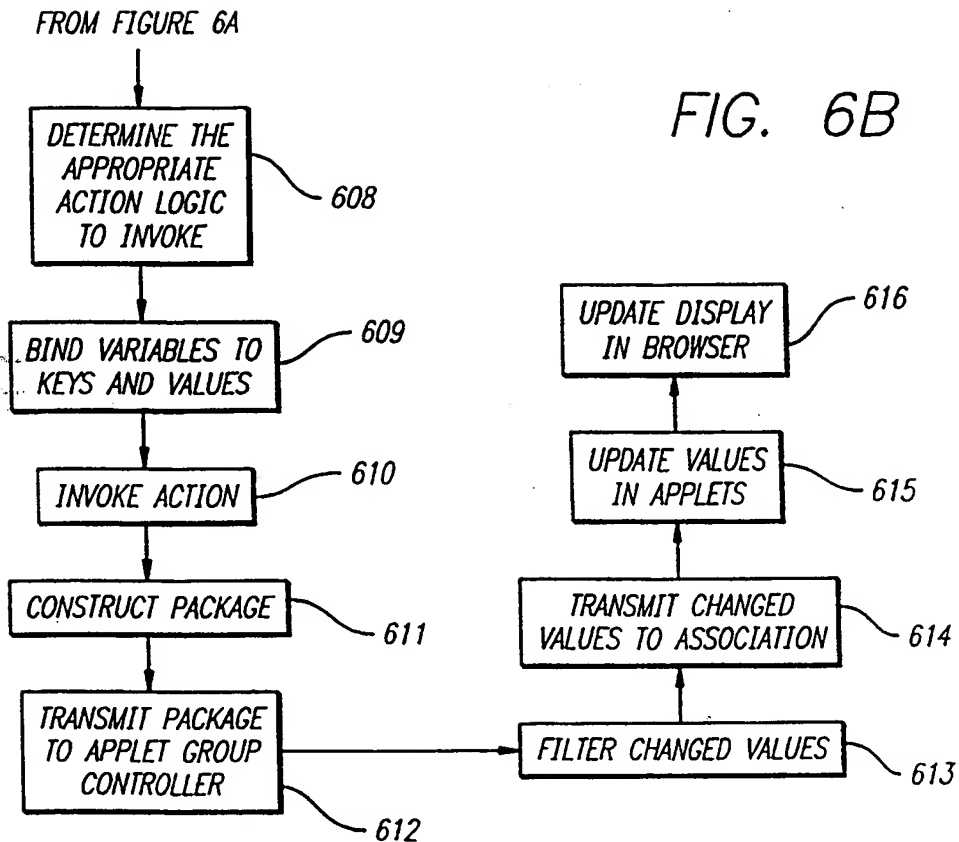 FROM FIGURE 6A
FIG. 6B
DETERMINE THE
APPROPRIATE
ACTION LOGIC
TO INVOKE
608
BIND VARIABLES TO
KEYS AND VALUES
609
INVOKE ACTION
610
CONSTRUCT PACKAGE
611
TRANSMIT PACKAGE
TO APPLET GROUP
CONTROLLER
612
FILTER CHANGED VALUES
613
TRANSMIT CHANGED
VALUES TO ASSOCIATION
614
UPDATE VALUES
IN APPLETS
615
UPDATE DISPLAY
IN BROWSER
616